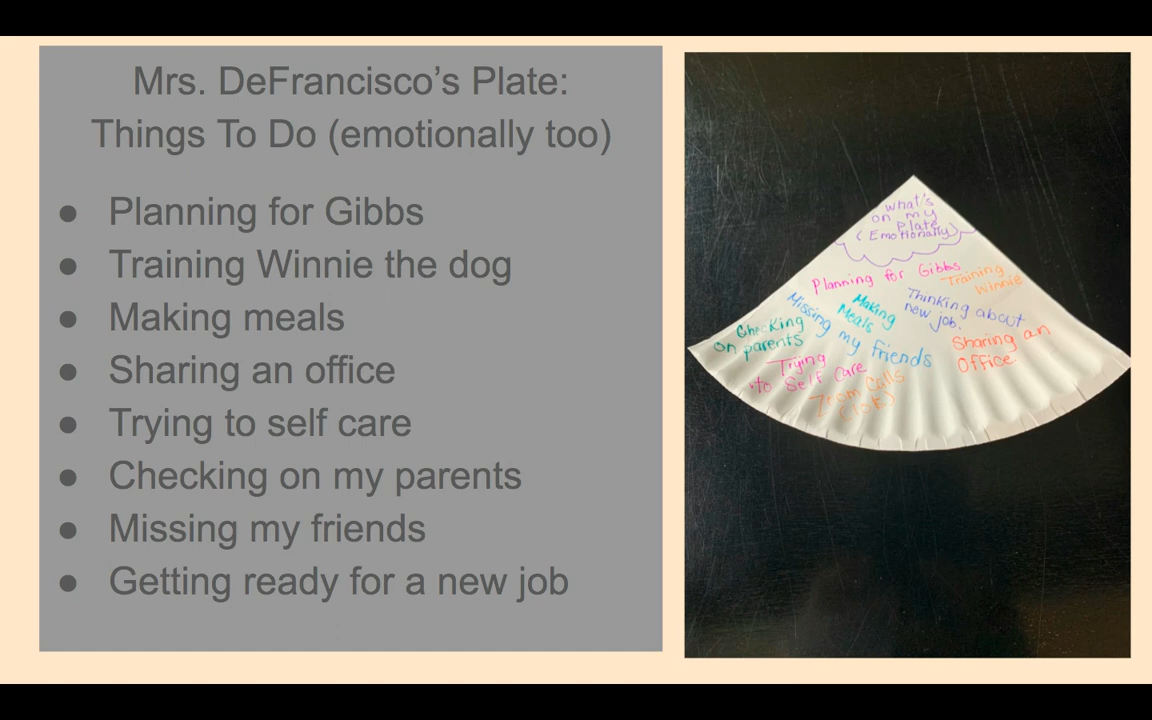 Mrs. DeFrancisco's Plate:
Things To Do (emotionally too)
● Planning for Gibbs
● Training Winnie the dog
● Making meals
● Sharing an office
● Trying to self care
● Checking on my parents
● Missing my friends
● Getting ready for a new job
What's
on my
plate
(Emotionally)
Planning for Gibbs
Training
Winnie
Missing my friends
Making
Meals
Thinking about
new job.
Checking
on parents
Sharing an
Office.
Trying
to Self Care
Zoom Calls